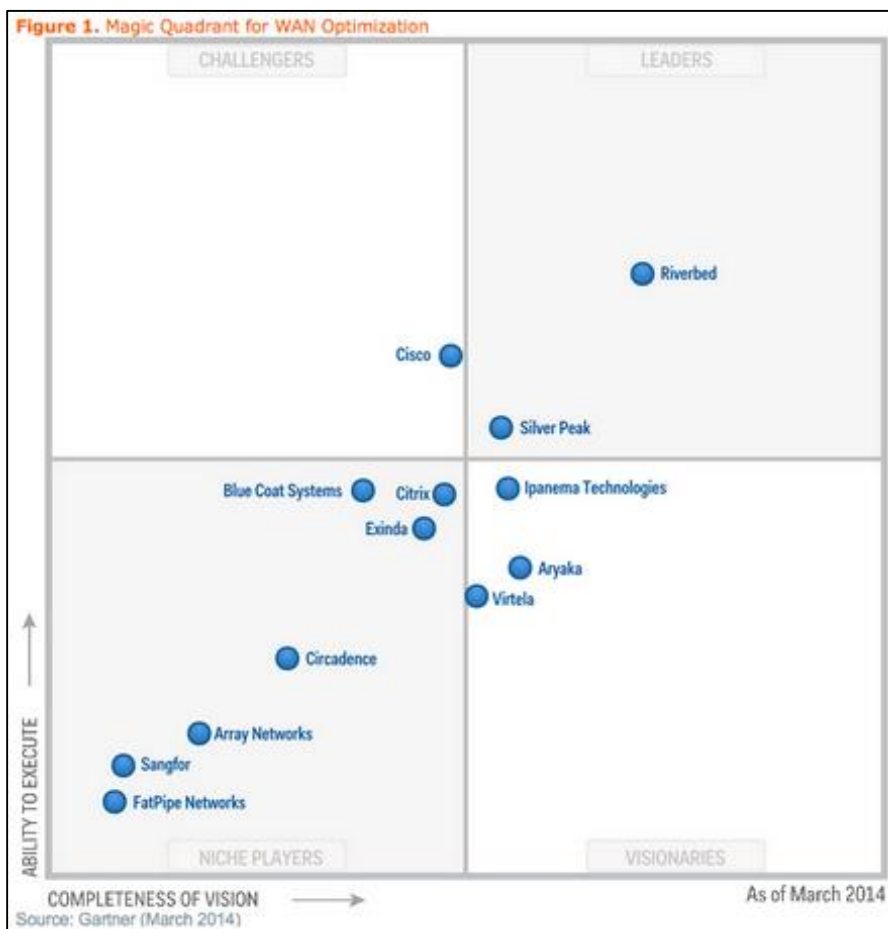 Figure 1. Magic Quadrant for WAN Optimization
CHALLENGERS
LEADERS
Riverbed
Cisco
Silver Peak
Blue Coat Systems
Citrix
Ipanema Technologies
Exinda
Aryaka
Virtela
Circadence
Array Networks
Sangfor
FatPipe Networks
NICHE PLAYERS
VISIONARIES
ABILITY TO EXECUTE
COMPLETENESS OF VISION
As of March 2014
Source: Gartner (March 2014)